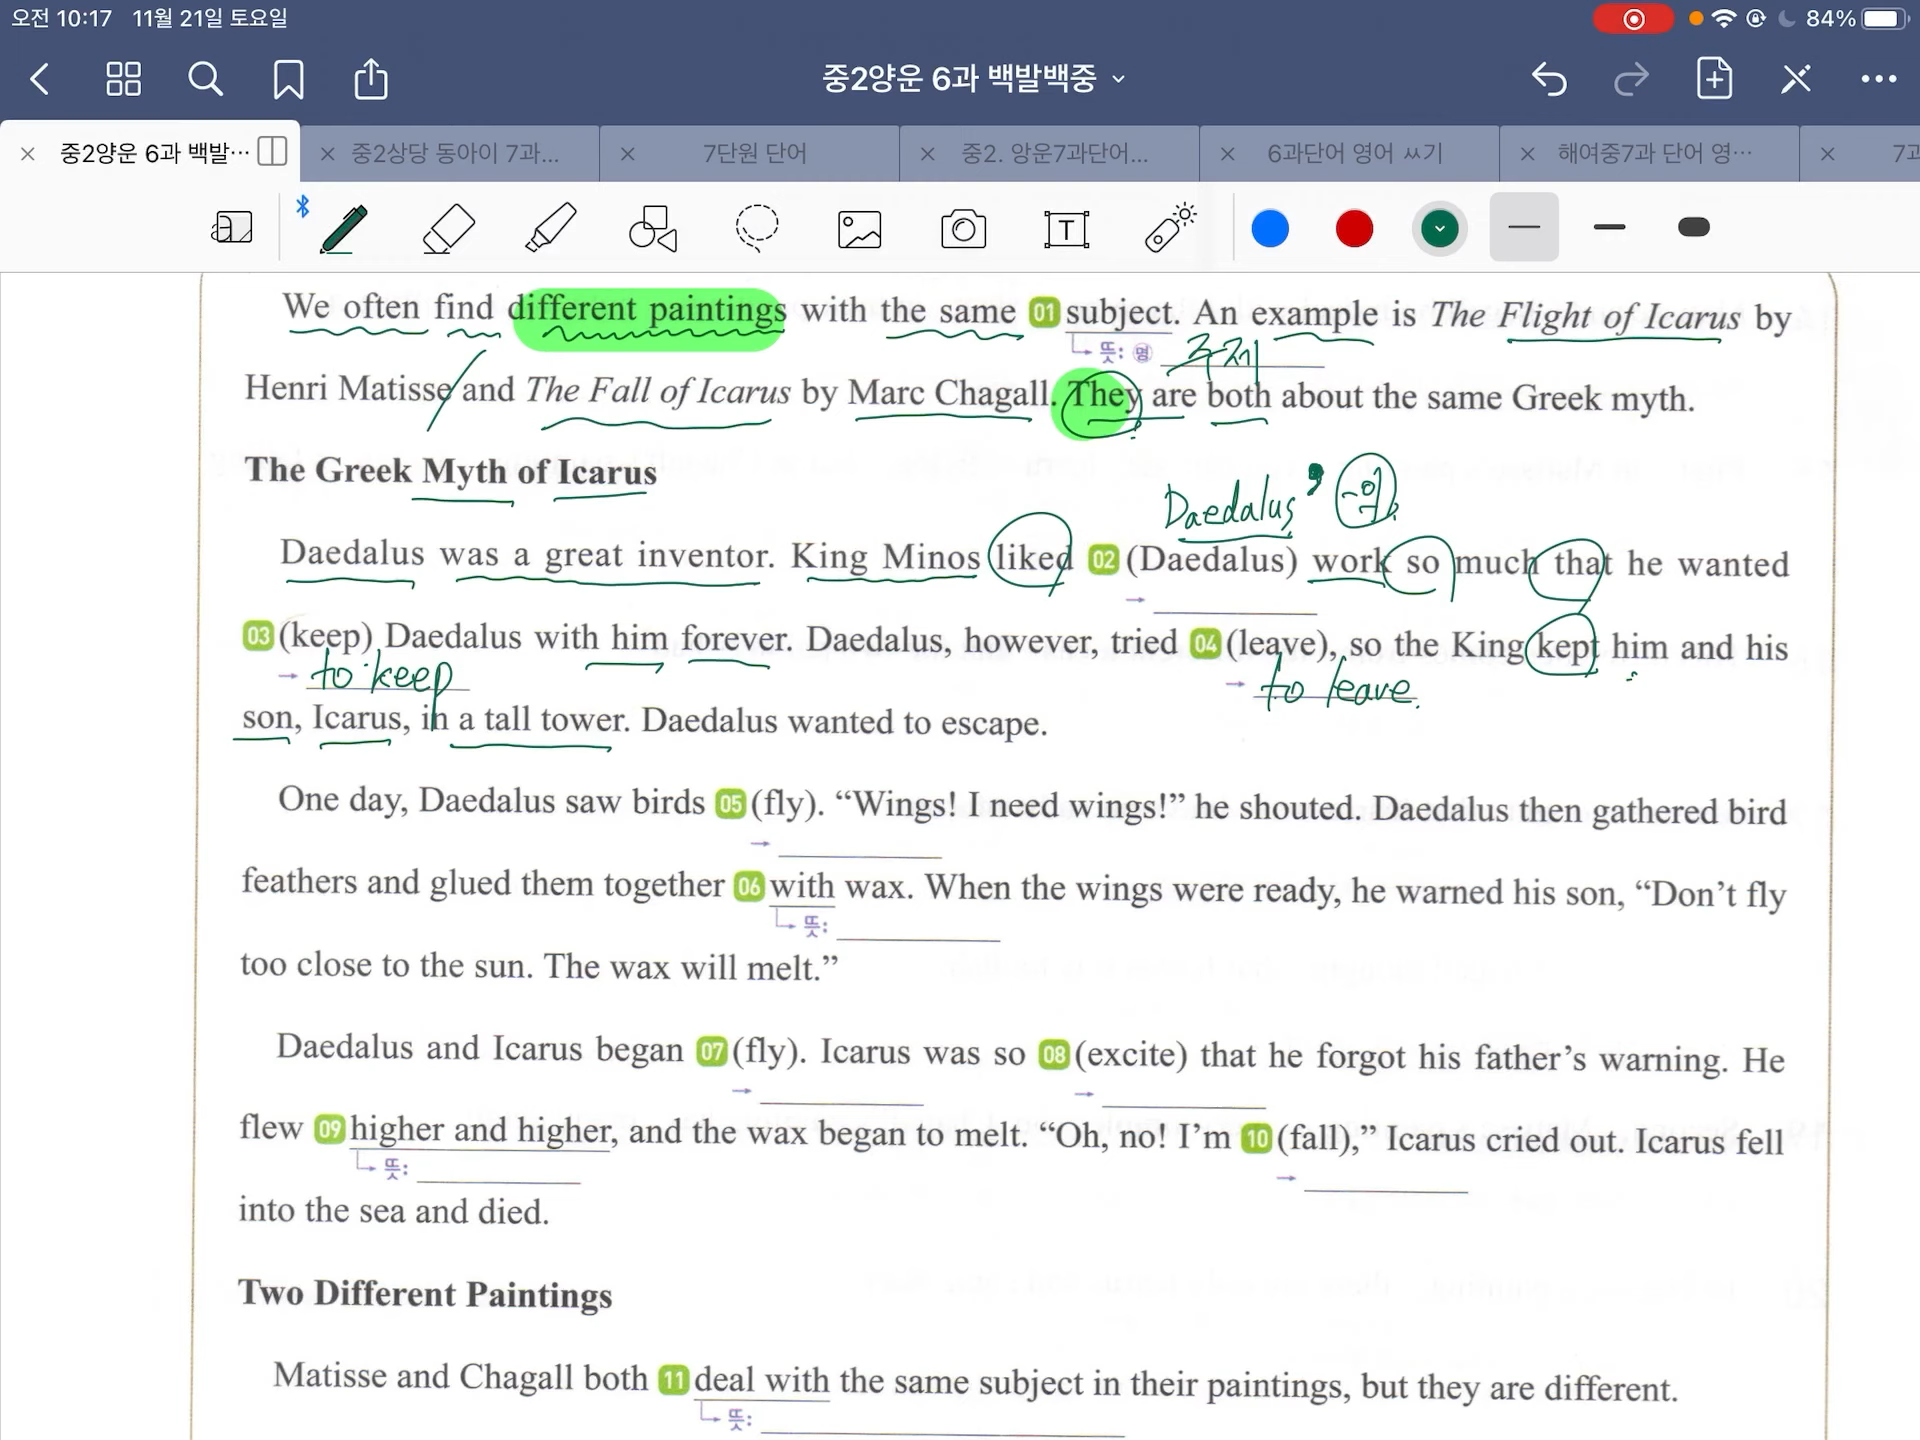 오전 10:17 11월 21일 토요일 84%
중2양운 6과 백발백중
중2양운 6과 백발… 중2상당 동아이 7과... 7단원 단어 중2. 앙운7과단어... 6과단어 영어 ㅆ기 해여중7과 단어 영… 7과
We often find different paintings with the same 01 subject. An example is The Flight of Icarus by
뜻: 명 주제
Henri Matisse and The Fall of Icarus by Marc Chagall. They are both about the same Greek myth.
The Greek Myth of Icarus
Daedalus'
Daedalus was a great inventor. King Minos liked 02 (Daedalus) work so much that he wanted
→
03 (keep) Daedalus with him forever. Daedalus, however, tried 04 (leave), so the King kept him and his
→ to keep → to leave.
son, Icarus, in a tall tower. Daedalus wanted to escape.
One day, Daedalus saw birds 05 (fly). “Wings! I need wings!” he shouted. Daedalus then gathered bird
→
feathers and glued them together 06 with wax. When the wings were ready, he warned his son, “Don’t fly
뜻:
too close to the sun. The wax will melt.”
Daedalus and Icarus began 07 (fly). Icarus was so 08 (excite) that he forgot his father’s warning. He
→ →
flew 09 higher and higher, and the wax began to melt. “Oh, no! I’m 10 (fall),” Icarus cried out. Icarus fell
뜻: →
into the sea and died.
Two Different Paintings
Matisse and Chagall both 11 deal with the same subject in their paintings, but they are different.
뜻: